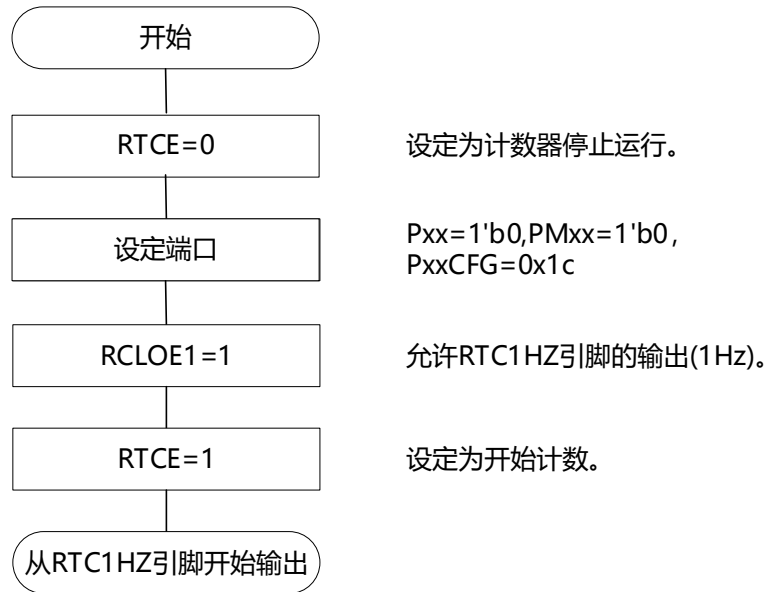 开始
RTCE=0
设定为计数器停止运行。
设定端口
Pxx=1'b0,PMxx=1'b0,
PxxCFG=0x1c
RCLOE1=1
允许RTC1HZ引脚的输出(1Hz)。
RTCE=1
设定为开始计数。
从RTC1HZ引脚开始输出